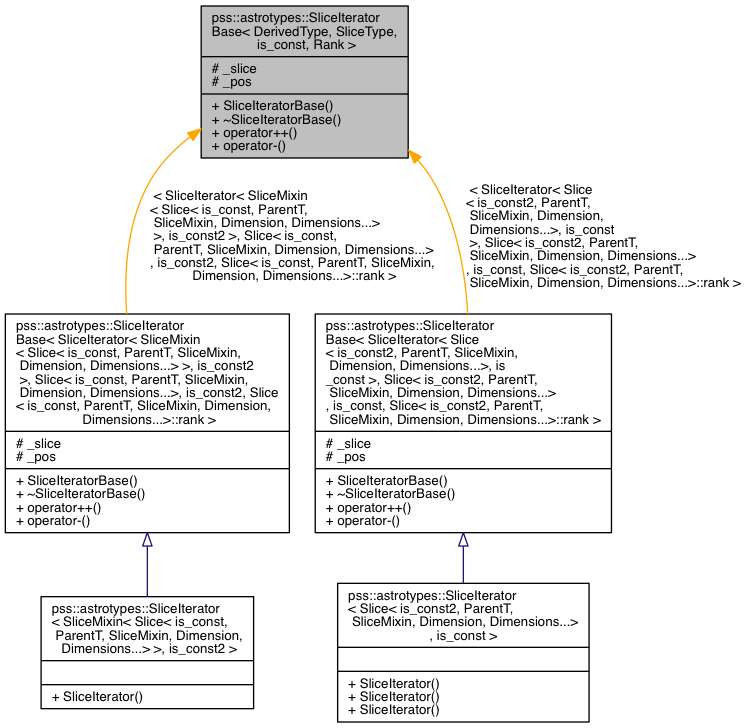 pss::astrotypes::SliceIterator
Base< DerivedType, SliceType,
is_const, Rank >
# _slice
# _pos
+ SliceIteratorBase()
+ ~SliceIteratorBase()
+ operator++()
+ operator-()
< SliceIterator< SliceMixin
< Slice< is_const, ParentT,
SliceMixin, Dimension, Dimensions...>
>, is_const2 >, Slice< is_const,
ParentT, SliceMixin, Dimension, Dimensions...>
, is_const2, Slice< is_const, ParentT, SliceMixin,
Dimension, Dimensions...>::rank >
< SliceIterator< Slice
< is_const2, ParentT,
SliceMixin, Dimension,
Dimensions...>, is_const
>, Slice< is_const2, ParentT,
SliceMixin, Dimension, Dimensions...>
, is_const, Slice< is_const2, ParentT,
SliceMixin, Dimension, Dimensions...>::rank >
pss::astrotypes::SliceIterator
Base< SliceIterator< SliceMixin
< Slice< is_const, ParentT, SliceMixin,
Dimension, Dimensions...> >, is_const2
>, Slice< is_const, ParentT, SliceMixin,
Dimension, Dimensions...>, is_const2, Slice
< is_const, ParentT, SliceMixin, Dimension,
Dimensions...>::rank >
# _slice
# _pos
+ SliceIteratorBase()
+ ~SliceIteratorBase()
+ operator++()
+ operator-()
pss::astrotypes::SliceIterator
Base< SliceIterator< Slice
< is_const2, ParentT, SliceMixin,
Dimension, Dimensions...>, is
_const >, Slice< is_const2, ParentT,
SliceMixin, Dimension, Dimensions...>
, is_const, Slice< is_const2, ParentT,
SliceMixin, Dimension, Dimensions...>::rank >
# _slice
# _pos
+ SliceIteratorBase()
+ ~SliceIteratorBase()
+ operator++()
+ operator-()
pss::astrotypes::SliceIterator
< SliceMixin< Slice< is_const,
ParentT, SliceMixin, Dimension,
Dimensions...> >, is_const2 >
+ SliceIterator()
pss::astrotypes::SliceIterator
< Slice< is_const2, ParentT,
SliceMixin, Dimension, Dimensions...>
, is_const >
+ SliceIterator()
+ SliceIterator()
+ SliceIterator()